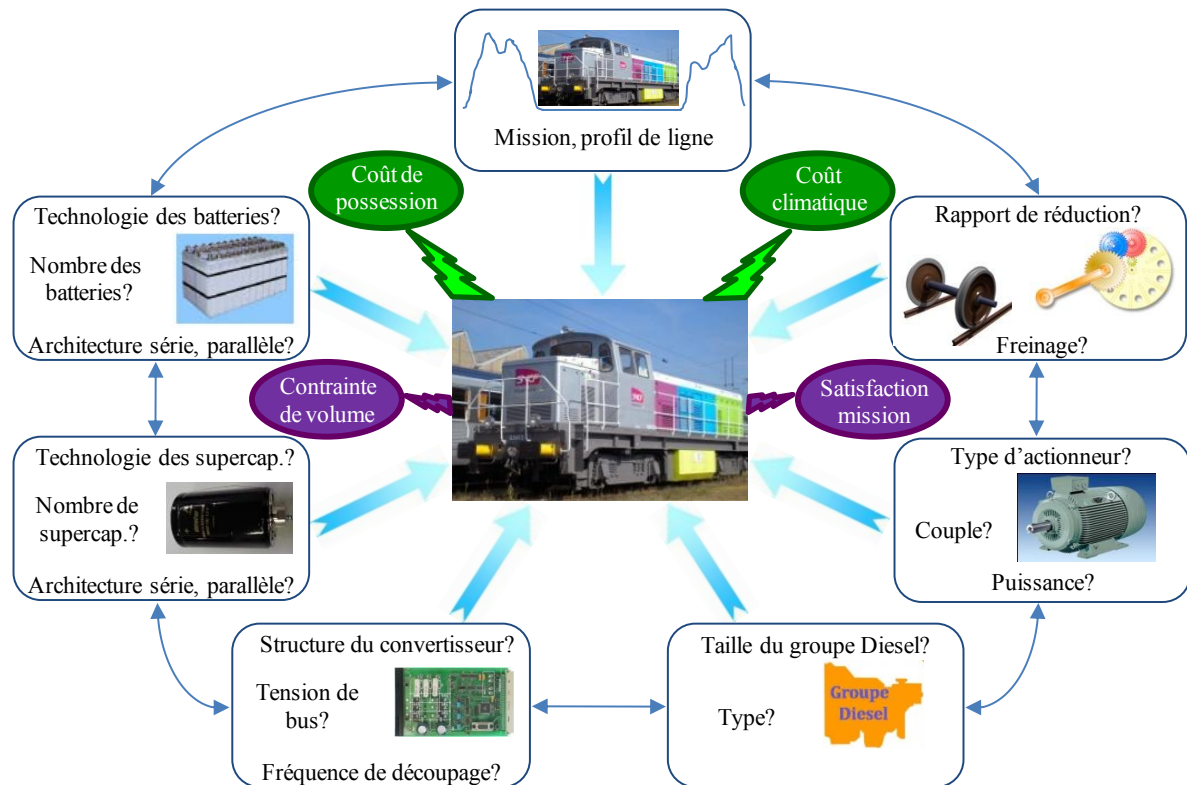 Mission, profil de ligne
Coût de
possession
Coût
climatique
Technologie des batteries?
Nombre des
batteries?
Architecture série, parallèle?
Rapport de réduction?
Freinage?
Contrainte
de volume
SNCF
Satisfaction
mission
Technologie des supercap.?
Nombre de
supercap.?
Architecture série, parallèle?
Type d'actionneur?
Couple?
Puissance?
Structure du convertisseur?
Tension de
bus?
Fréquence de découpage?
Taille du groupe Diesel?
Type?
Groupe
Diesel